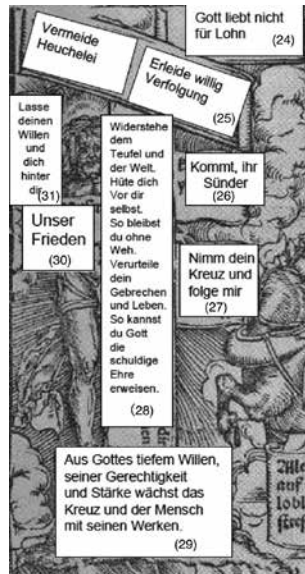 Gott liebt nicht
für Lohn
(24)
Vermeide
Heuchelei
Erleide willig
Verfolgung
(25)
Lasse
deinen
Willen
und
dich
hinter
dir
(31)
Widerstehe
dem
Teufel und
der Welt.
Hüte dich
Vor dir
selbst.
So bleibst
du ohne
Weh.
Verurteile
dein
Gebrechen
und Leben.
So kannst
du Gott
die
schuldige
Ehre
erweisen.
(28)
Kommt, ihr
Sünder
(26)
Unser
Frieden
(30)
Nimm dein
Kreuz und
folge mir
(27)
Aus Gottes tiefem Willen,
seiner Gerechtigkeit
und Stärke wächst das
Kreuz und der Mensch
mit seinen Werken.
(29)
auf